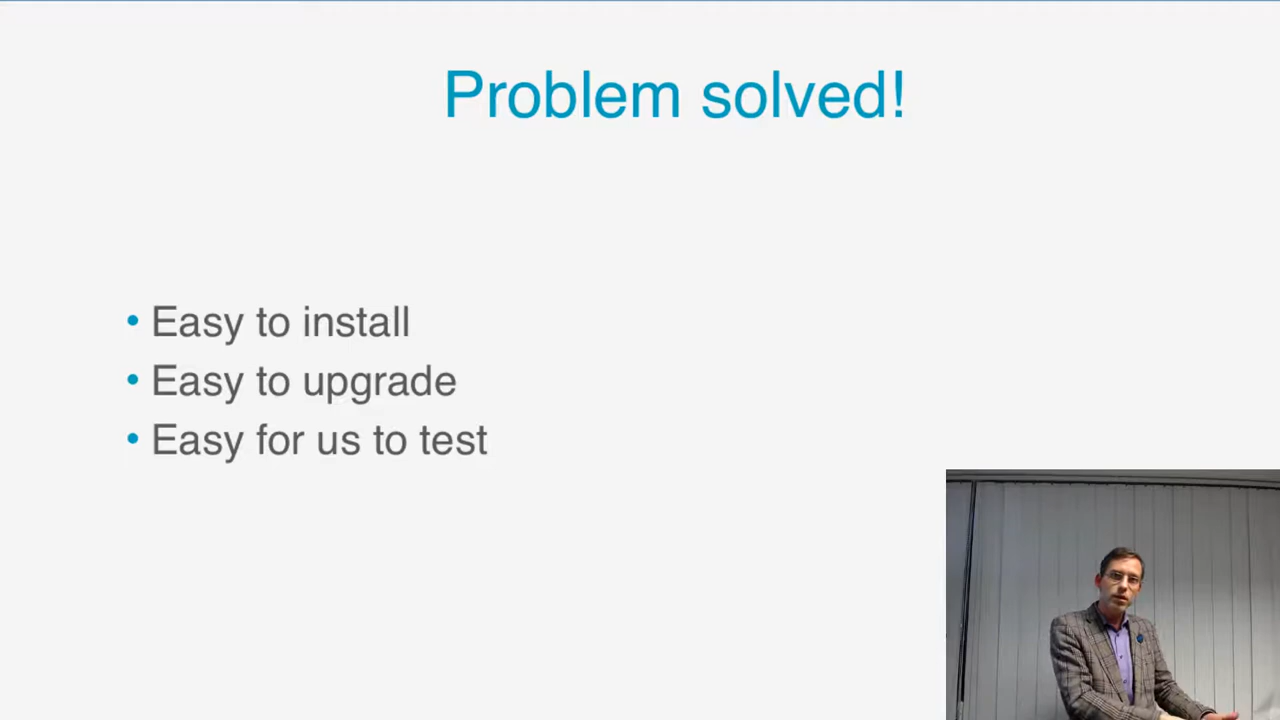 Problem solved!
• Easy to install
• Easy to upgrade
• Easy for us to test